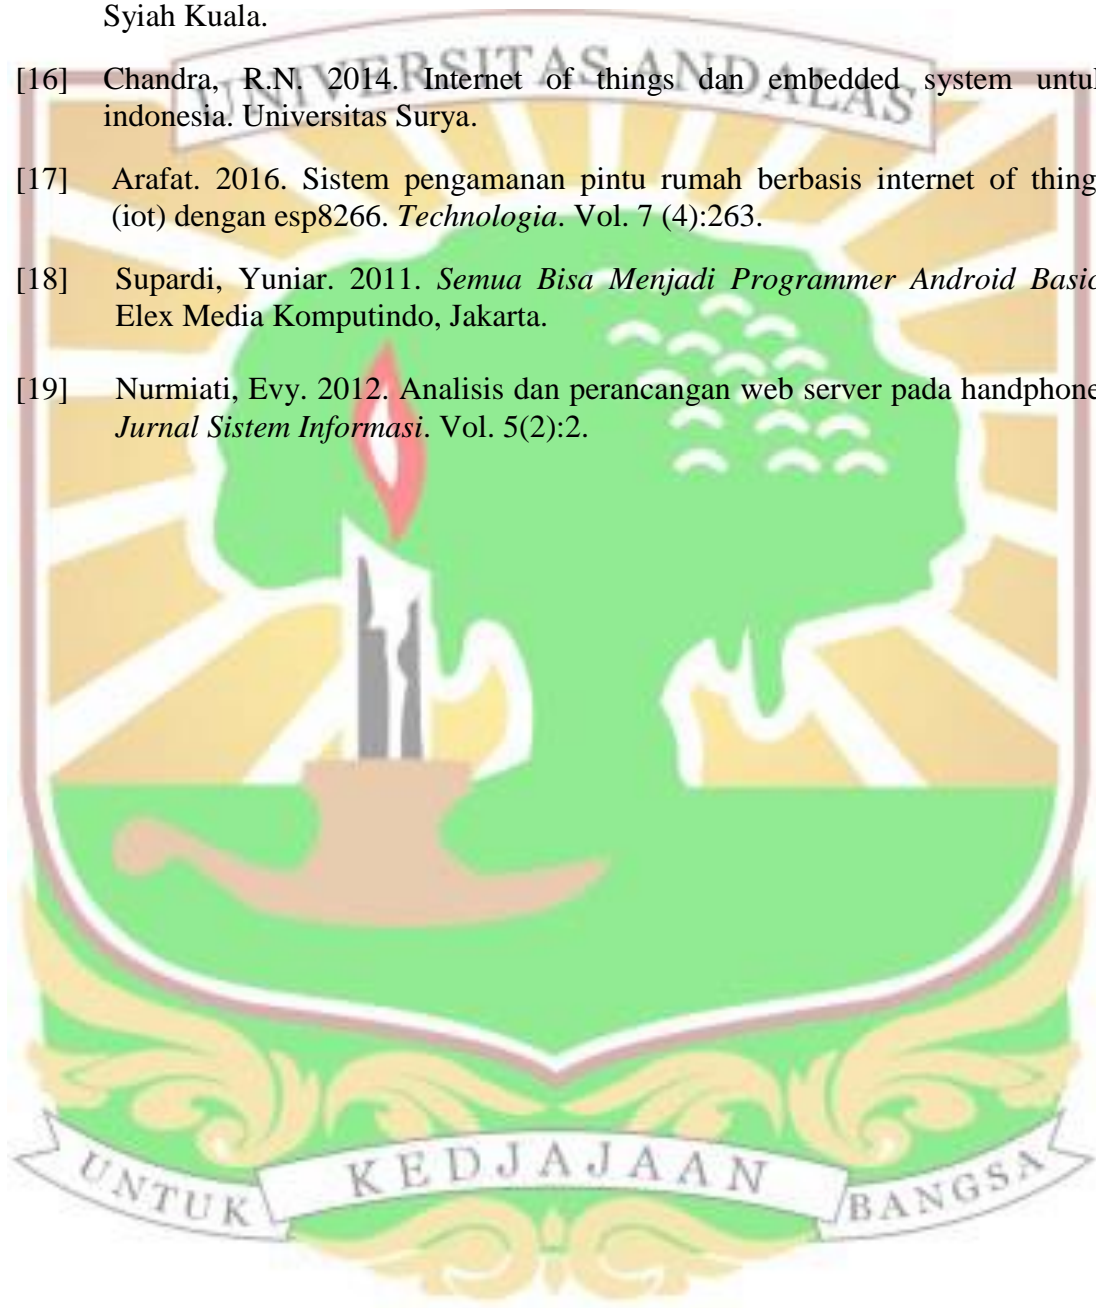 Syiah Kuala.
UNIVERSITAS ANDALAS
[16] Chandra, R.N. 2014. Internet of things dan embedded system
indonesia. Universitas Surya.
[17] Arafat. 2016. Sistem pengamanan pintu rumah berbasis internet of thing
(iot) dengan esp8266. Technologia. Vol. 7 (4):263.
[18] Supardi, Yuniar. 2011. Semua Bisa Menjadi Programmer Android Basic
Elex Media Komputindo, Jakarta.
[19] Nurmiati, Evy. 2012. Analisis dan perancangan web server pada handphone
Jurnal Sistem Informasi. Vol. 5(2):2.
UNTUK KEDJAJAAN BANGSA